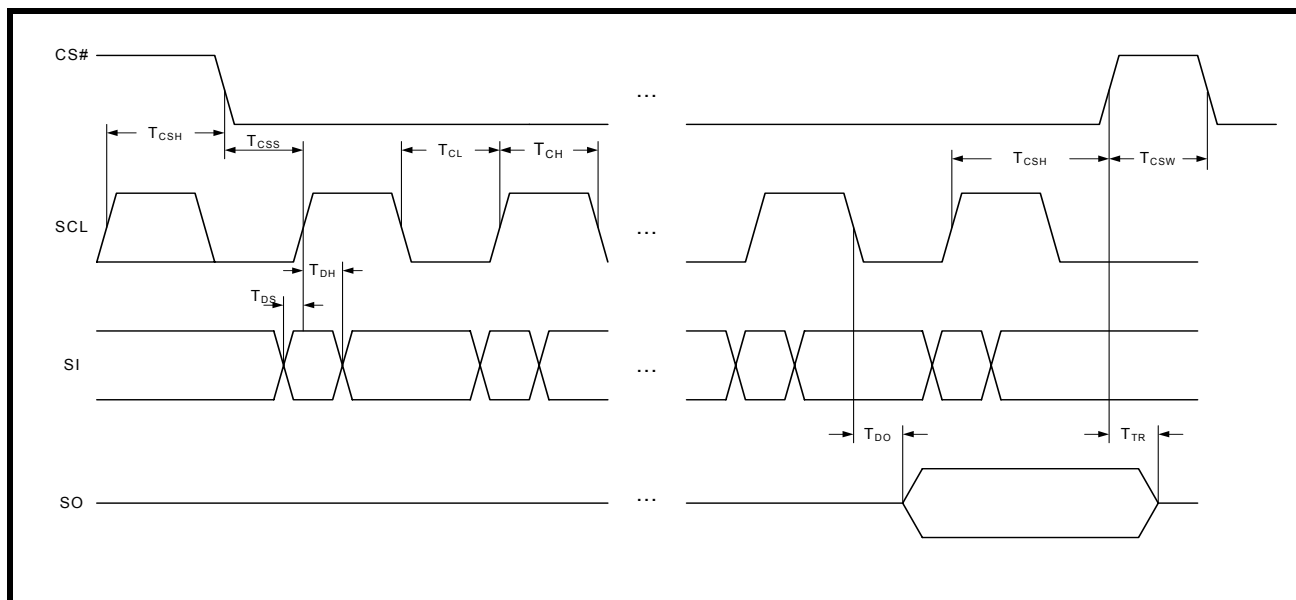 CS#
...
T_CSH
T_CSS
T_CL
T_CH
T_CSH
T_CSW
SCL
...
T_DH
T_DS
SI
...
T_DO
T_TR
SO
...